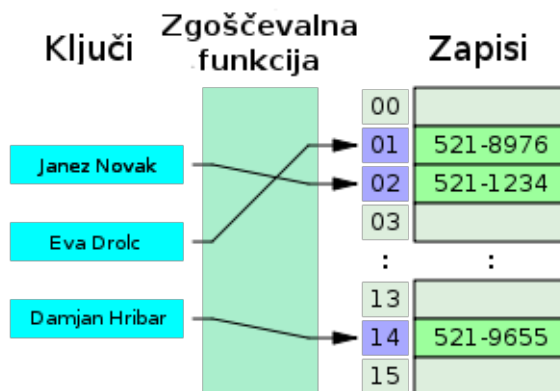 Ključi
Zgoščevalna
funkcija
Zapisi
Janez Novak
Eva Drolc
Damjan Hribar
00
01 521-8976
02 521-1234
03
: :
13
14 521-9655
15